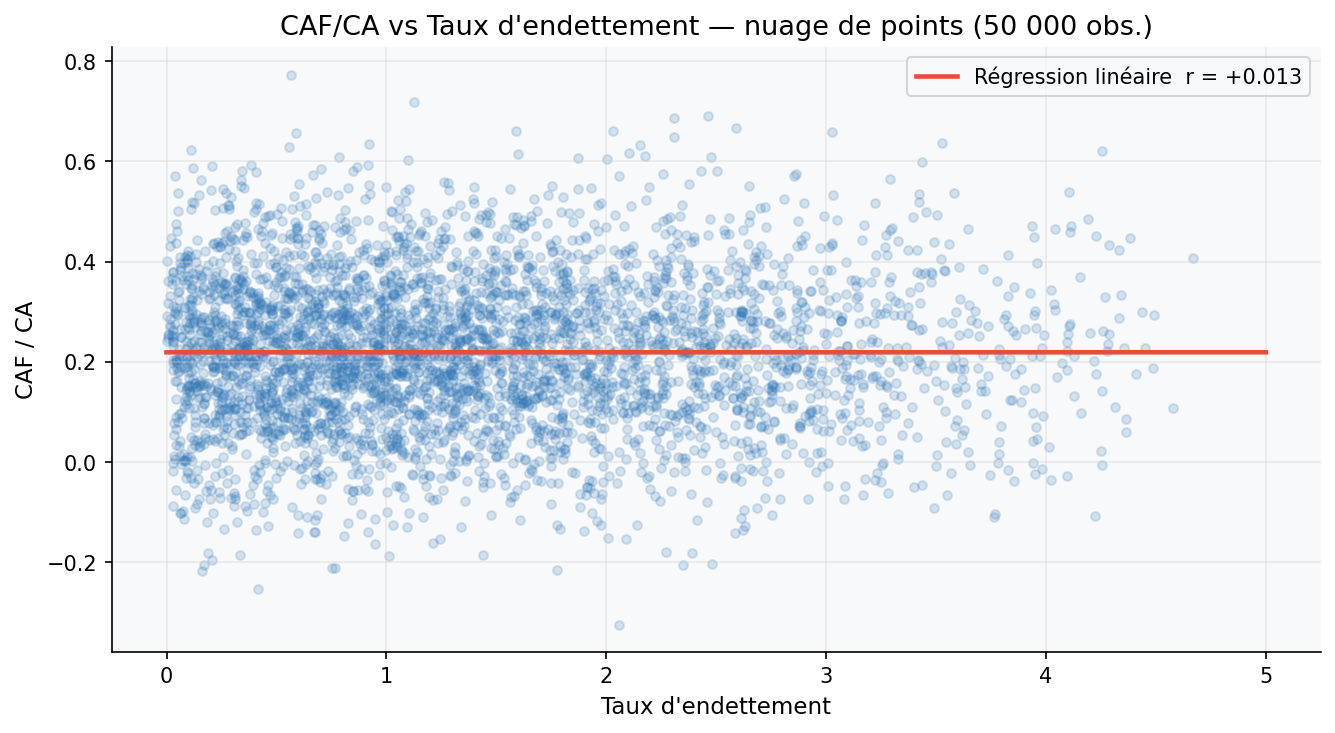 CAF/CA vs Taux d'endettement — nuage de points (50 000 obs.)
Régression linéaire  r = +0.013
CAF / CA
0.8
0.6
0.4
0.2
0.0
−0.2
0 1 2 3 4 5
Taux d'endettement